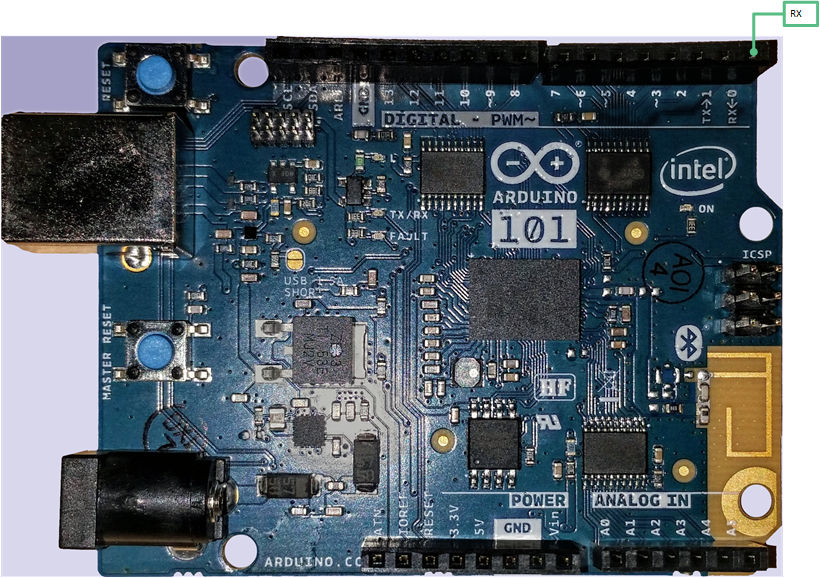 RX
RESET
SCL
SDA
AREF
GND
13
12
11
10
~9
8
7
~6
~5
4
~3
2
TX→1
RX←0
DIGITAL - PWM~
L
intel
ARDUINO
101
ON
TX/RX
FAULT
ICSP
USB
SHORT
AOI
4
MASTER RESET
HF
POWER
ANALOG IN
IOREF
RESET
3.3V
5V
GND
Vin
A0
A1
A2
A3
A4
A5
ARDUINO.CC